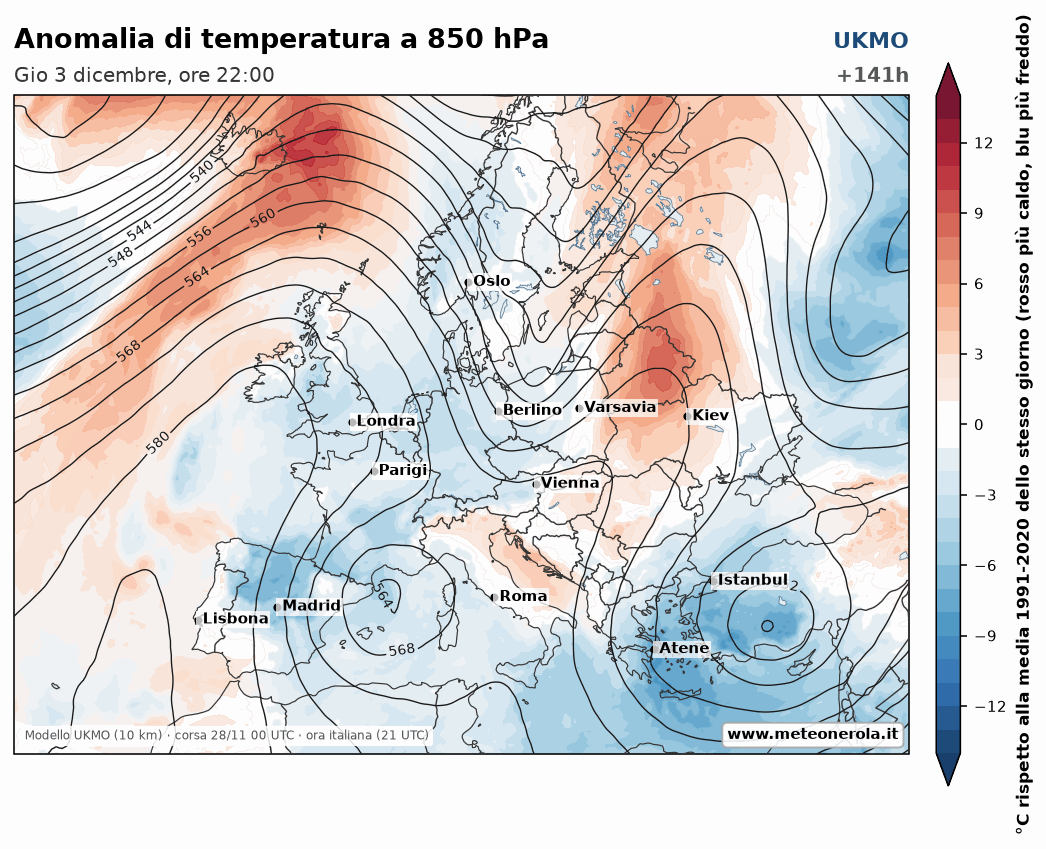 Anomalia di temperatura a 850 hPa
UKMO
Gio 3 dicembre, ore 22:00
+141h
540
544
548
556
560
564
568
580
Oslo
Berlino
Varsavia
Kiev
Londra
Parigi
Vienna
Istanbul
Roma
Madrid
Lisbona
Atene
564
568
Modello UKMO (10 km) · corsa 28/11 00 UTC · ora italiana (21 UTC)
www.meteonerola.it
12
9
6
3
0
−3
−6
−9
−12
°C rispetto alla media 1991-2020 dello stesso giorno (rosso più caldo, blu più freddo)